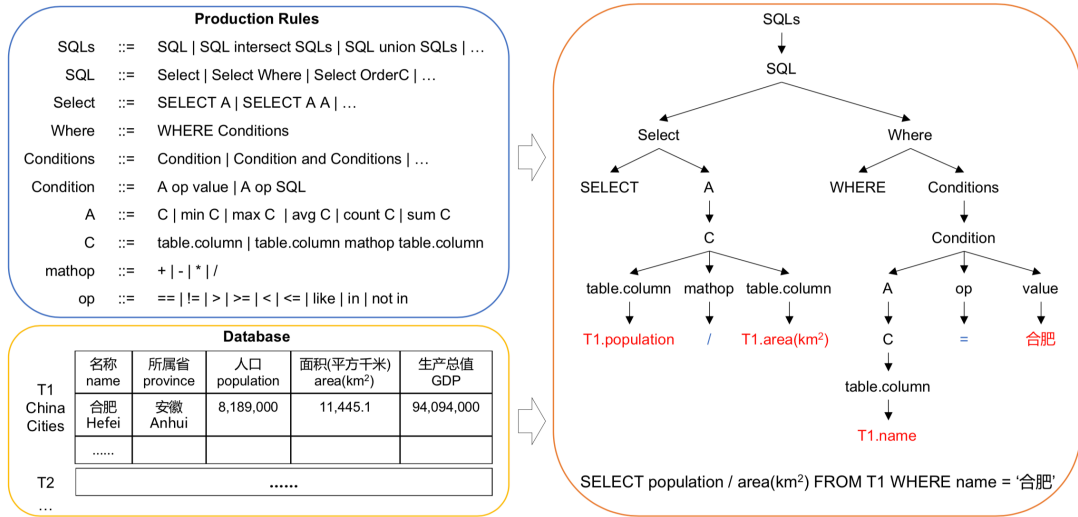 Production Rules
SQLs ::= SQL | SQL intersect SQLs | SQL union SQLs | …
SQL ::= Select | Select Where | Select OrderC | …
Select ::= SELECT A | SELECT A A | …
Where ::= WHERE Conditions
Conditions ::= Condition | Condition and Conditions | …
Condition ::= A op value | A op SQL
A ::= C | min C | max C | avg C | count C | sum C
C ::= table.column | table.column mathop table.column
mathop ::= + | - | * | /
op ::= == | != | > | >= | < | <= | like | in | not in
Database
T1
China
Cities
名称 所属省 人口 面积(平方千米) 生产总值
name province population area(km²) GDP
合肥 安徽 8,189,000 11,445.1 94,094,000
Hefei Anhui
……
T2 ……
…
SQLs
SQL
Select Where
SELECT A WHERE Conditions
C Condition
table.column mathop table.column A op value
T1.population / T1.area(km²) C = 合肥
table.column
T1.name
SELECT population / area(km²) FROM T1 WHERE name = ‘合肥’